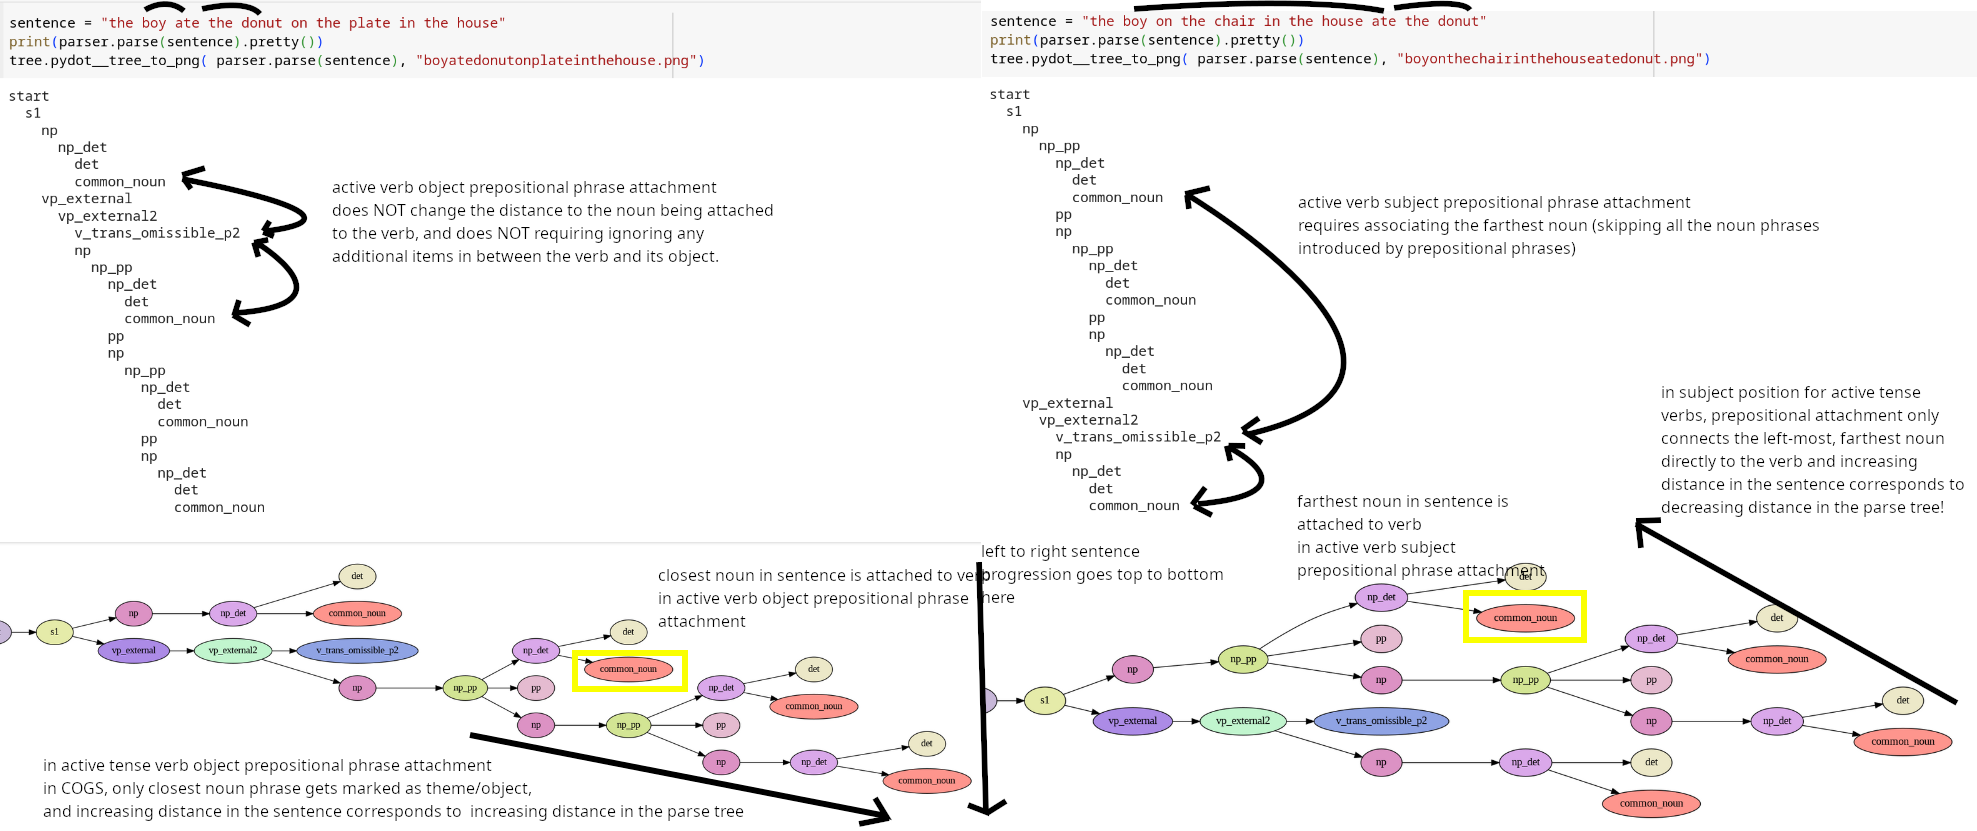 sentence = "the boy ate the donut on the plate in the house"
print(parser.parse(sentence).pretty())
tree.pydot__tree_to_png( parser.parse(sentence), "boyatedonutonplateinthehouse.png")
start
s1
np
np_det
det
common_noun
vp_external
vp_external2
v_trans_omissible_p2
np
np_pp
np_det
det
common_noun
pp
np
np_pp
np_det
det
common_noun
pp
np
np_det
det
common_noun
active verb object prepositional phrase attachment
does NOT change the distance to the noun being attached
to the verb, and does NOT requiring ignoring any
additional items in between the verb and its object.
closest noun in sentence is attached to verb
in active verb object prepositional phrase
attachment
s1
np
np_det
det
common_noun
vp_external
vp_external2
v_trans_omissible_p2
np
np_pp
np_det
det
common_noun
pp
np
np_pp
np_det
det
common_noun
pp
np
np_det
det
common_noun
in active tense verb object prepositional phrase attachment
in COGS, only closest noun phrase gets marked as theme/object,
and increasing distance in the sentence corresponds to increasing distance in the parse tree
sentence = "the boy on the chair in the house ate the donut"
print(parser.parse(sentence).pretty())
tree.pydot__tree_to_png( parser.parse(sentence), "boyonthechairinthehouseatedonut.png")
start
s1
np
np_pp
np_det
det
common_noun
pp
np
np_pp
np_det
det
common_noun
pp
np
np_det
det
common_noun
vp_external
vp_external2
v_trans_omissible_p2
np
np_det
det
common_noun
active verb subject prepositional phrase attachment
requires associating the farthest noun (skipping all the noun phrases
introduced by prepositional phrases)
in subject position for active tense
verbs, prepositional attachment only
connects the left-most, farthest noun
directly to the verb and increasing
distance in the sentence corresponds to
decreasing distance in the parse tree!
farthest noun in sentence is
attached to verb
in active verb subject
prepositional phrase attachment
left to right sentence
progression goes top to bottom
here
s1
np
np_pp
np_det
det
common_noun
pp
np
np_pp
np_det
det
common_noun
pp
np
np_det
det
common_noun
vp_external
vp_external2
v_trans_omissible_p2
np
np_det
det
common_noun